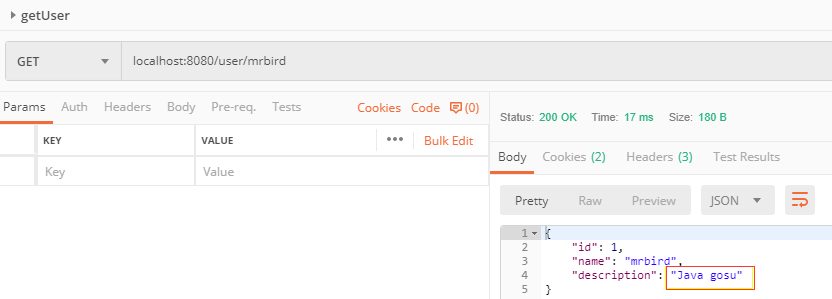 getUser
GET localhost:8080/user/mrbird
Params Auth Headers Body Pre-req. Tests Cookies Code (0)
KEY VALUE ••• Bulk Edit
Key Value
Status: 200 OK Time: 17 ms Size: 180 B
Body Cookies (2) Headers (3) Test Results
Pretty Raw Preview JSON
1 {
2 "id": 1,
3 "name": "mrbird",
4 "description": "Java gosu"
5 }